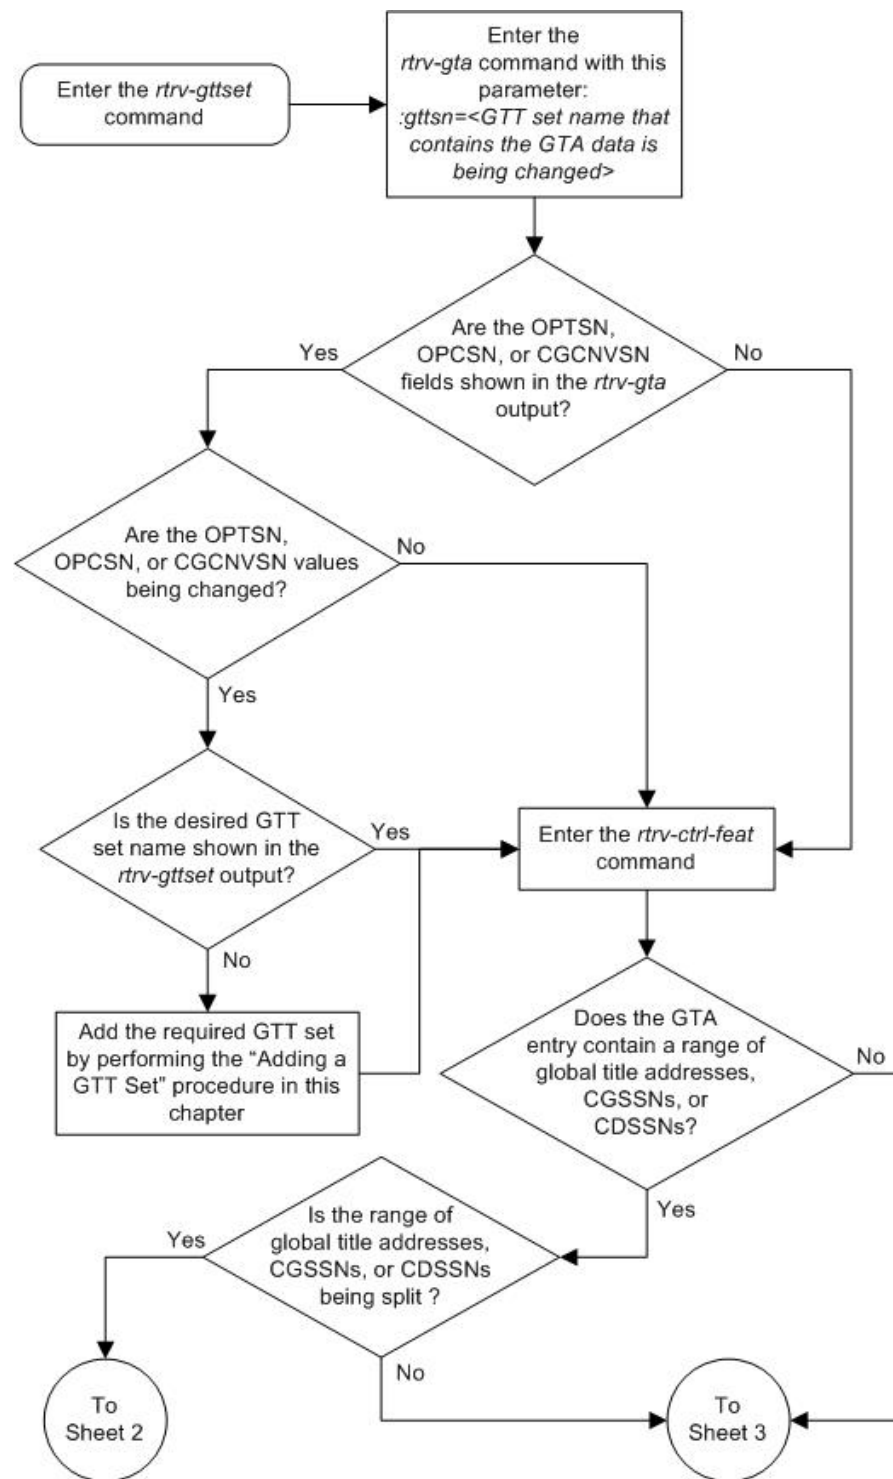 Enter the rtrv-gttset
command
Enter the
rtrv-gta command with this
parameter:
:gttsn=<GTT set name that
contains the GTA data is
being changed>
Are the OPTSN,
OPCSN, or CGCNVSN
fields shown in the rtrv-gta
output?
Yes
No
Are the OPTSN,
OPCSN, or CGCNVSN values
being changed?
No
Yes
Is the desired GTT
set name shown in the
rtrv-gttset output?
Yes
No
Enter the rtrv-ctrl-feat
command
Add the required GTT set
by performing the “Adding a
GTT Set” procedure in this
chapter
Does the GTA
entry contain a range of
global title addresses,
CGSSNs, or
CDSSNs?
No
Yes
Is the range of
global title addresses,
CGSSNs, or CDSSNs
being split ?
Yes
No
To
Sheet 2
To
Sheet 3